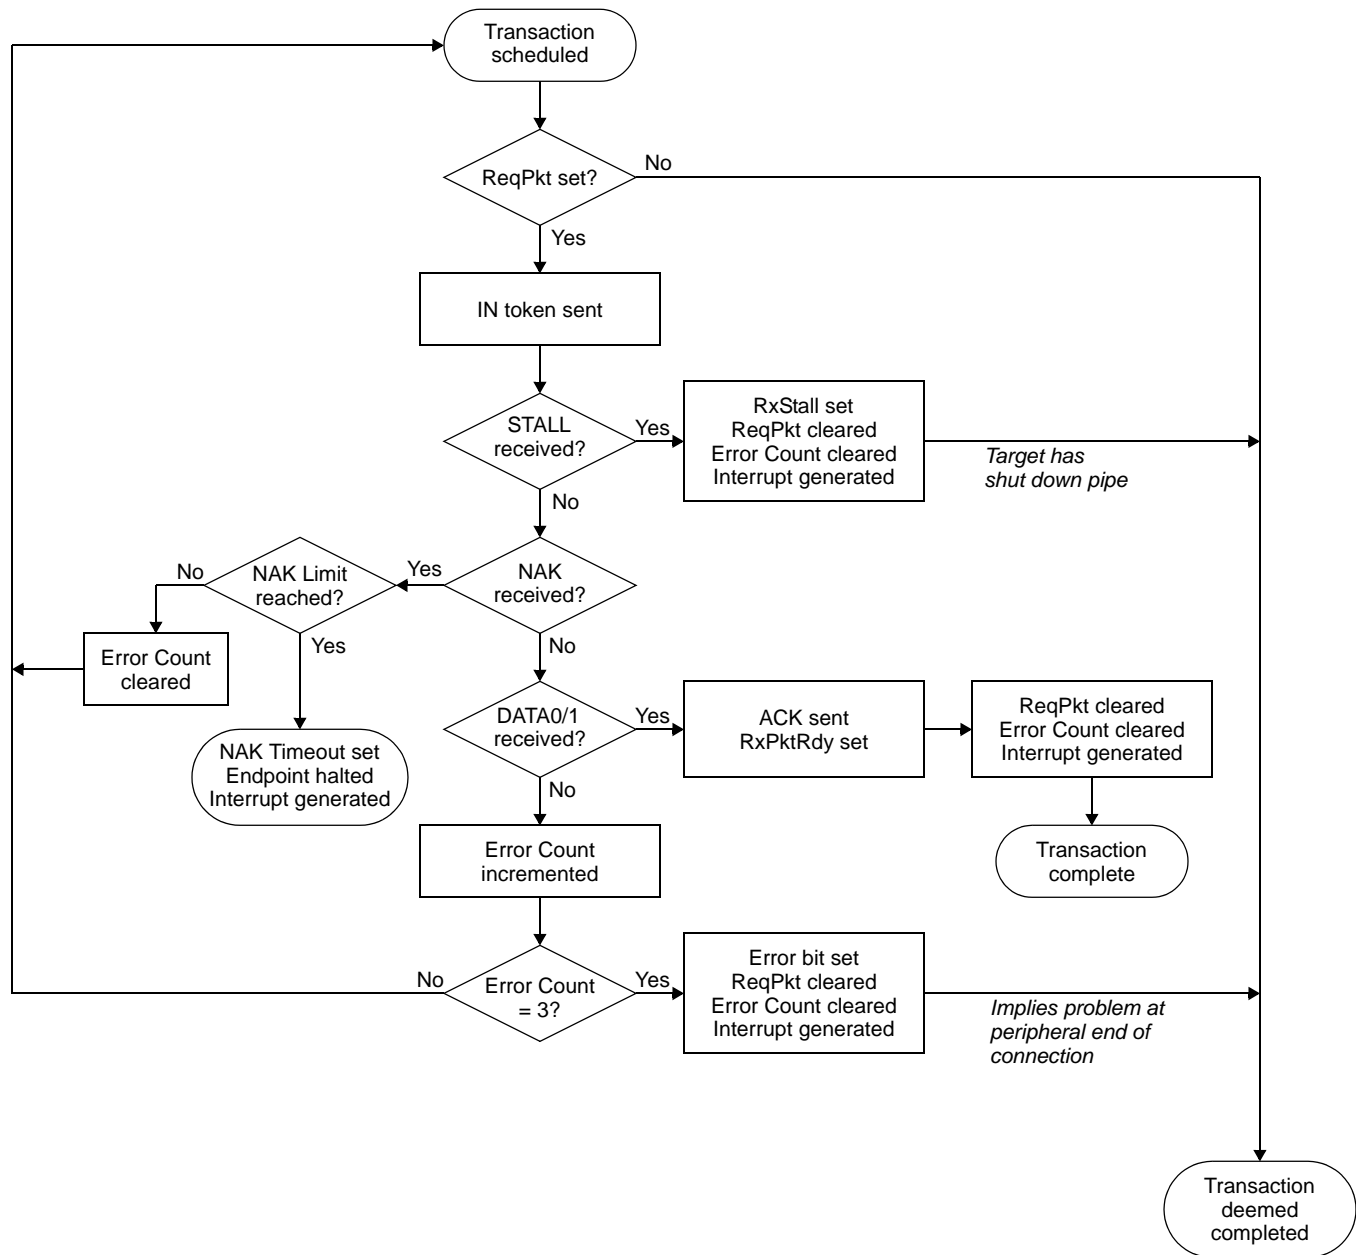 Transaction
scheduled
ReqPkt set?
No
Yes
IN token sent
STALL
received?
Yes
RxStall set
ReqPkt cleared
Error Count cleared
Interrupt generated
Target has
shut down pipe
No
NAK
received?
Yes
NAK Limit
reached?
No
Error Count
cleared
Yes
NAK Timeout set
Endpoint halted
Interrupt generated
No
DATA0/1
received?
Yes
ACK sent
RxPktRdy set
ReqPkt cleared
Error Count cleared
Interrupt generated
Transaction
complete
No
Error Count
incremented
Error Count
= 3?
No
Yes
Error bit set
ReqPkt cleared
Error Count cleared
Interrupt generated
Implies problem at
peripheral end of
connection
Transaction
deemed
completed